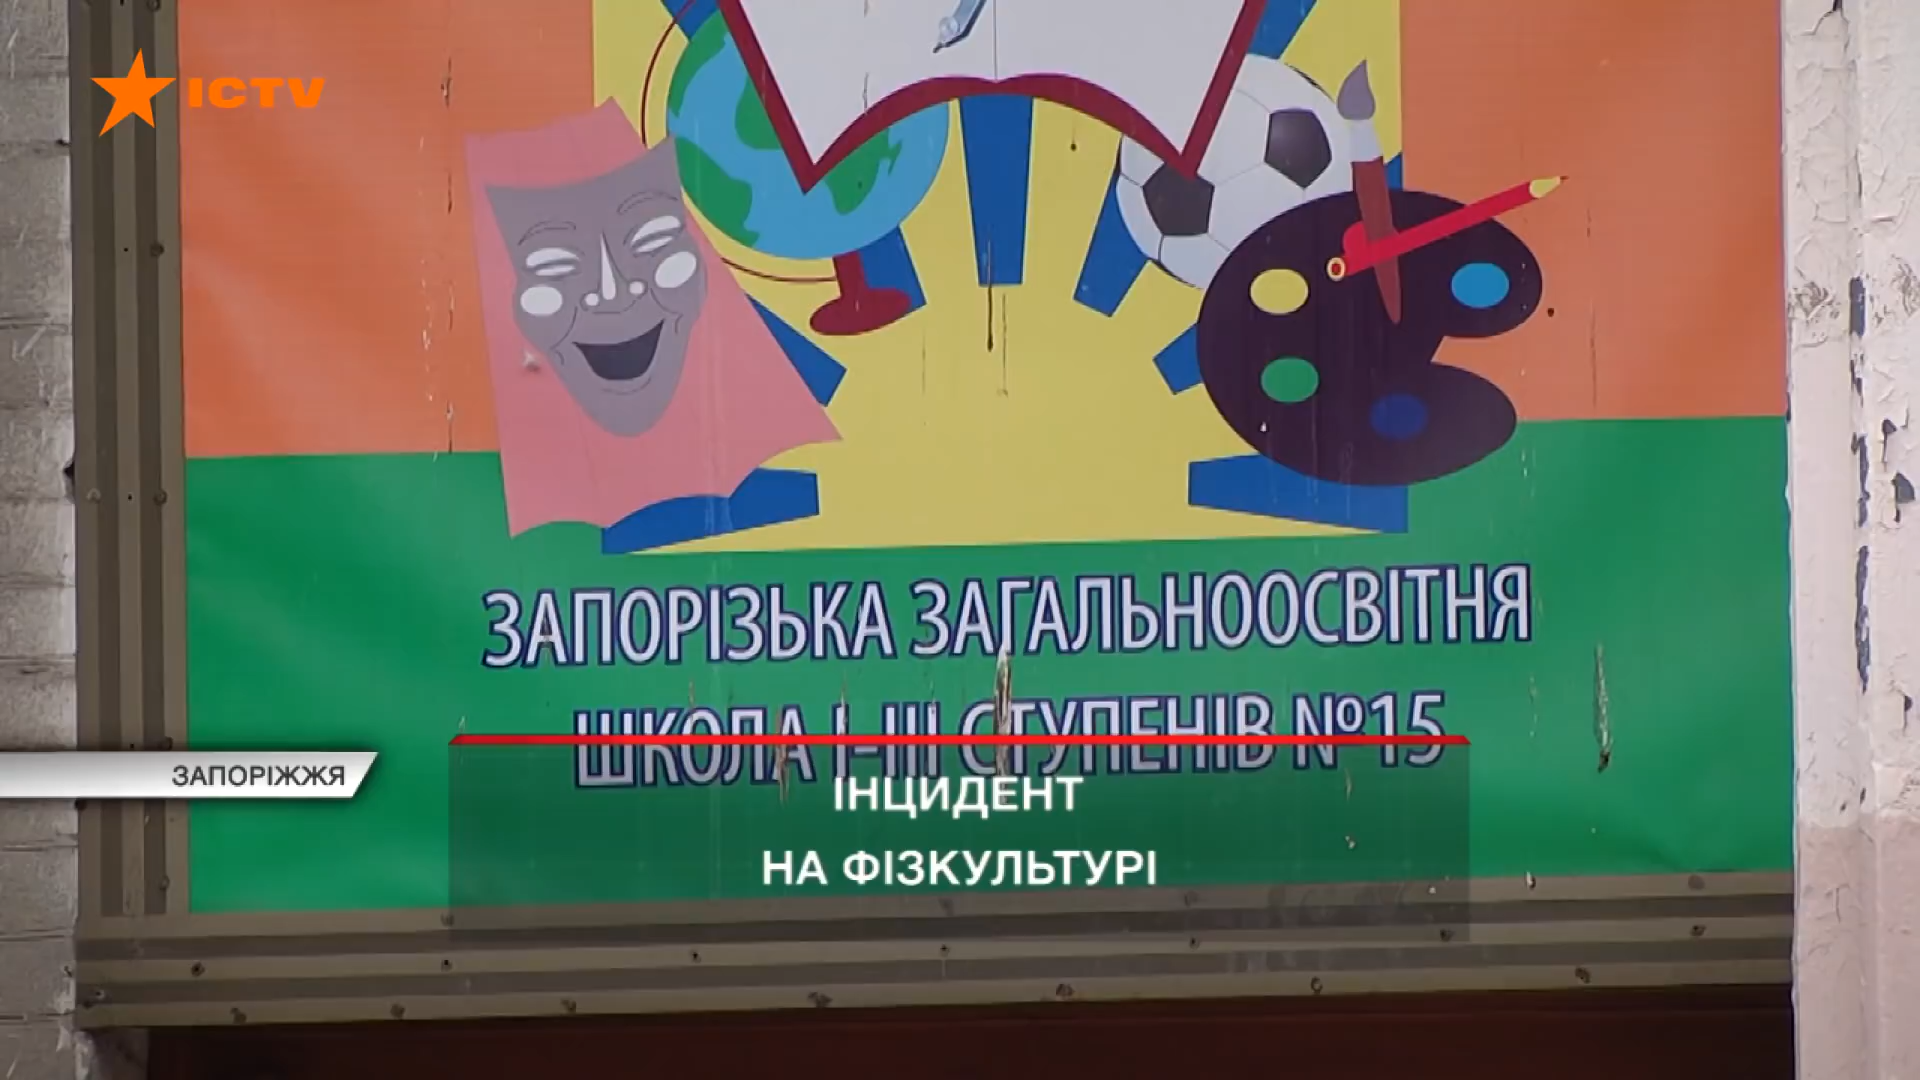 ICTV
ЗАПОРІЗЬКА ЗАГАЛЬНООСВІТНЯ
ШКОЛА І-ІІІ СТУПЕНІВ №15
ЗАПОРІЖЖЯ
ІНЦИДЕНТ
НА ФІЗКУЛЬТУРІ